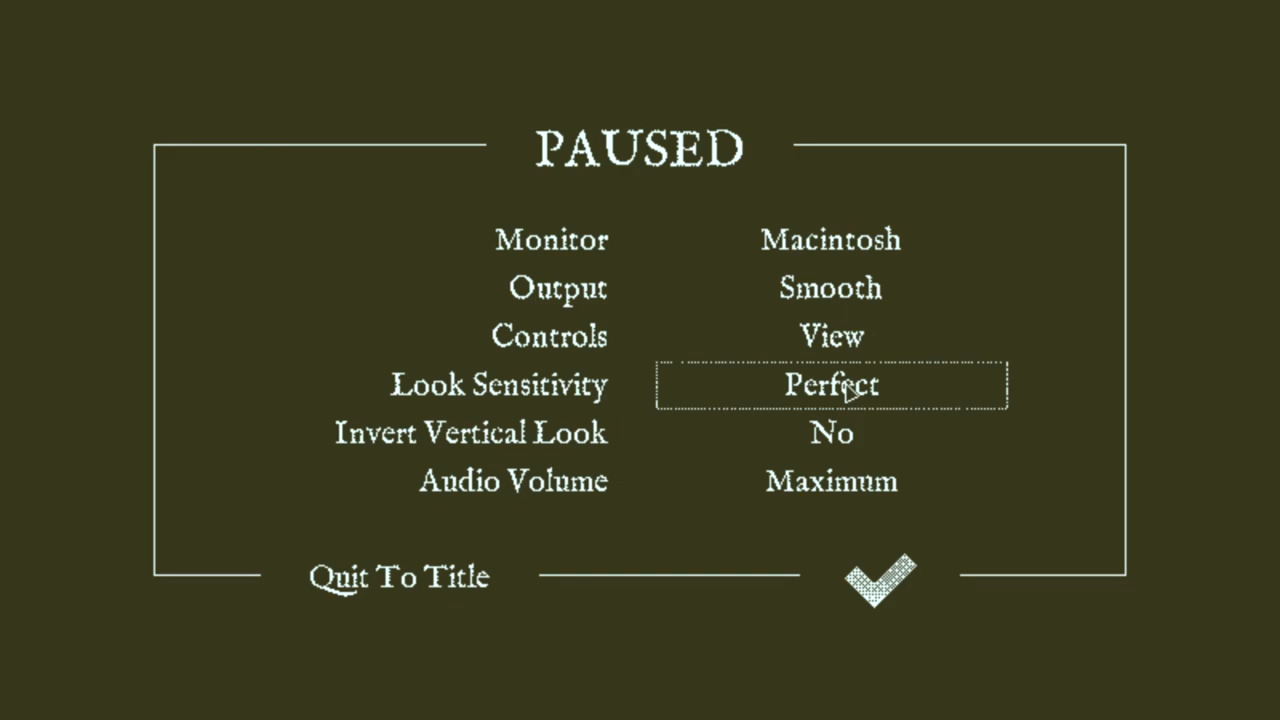 PAUSED
Monitor Macintosh
Output Smooth
Controls View
Look Sensitivity Perfect
Invert Vertical Look No
Audio Volume Maximum
Quit To Title